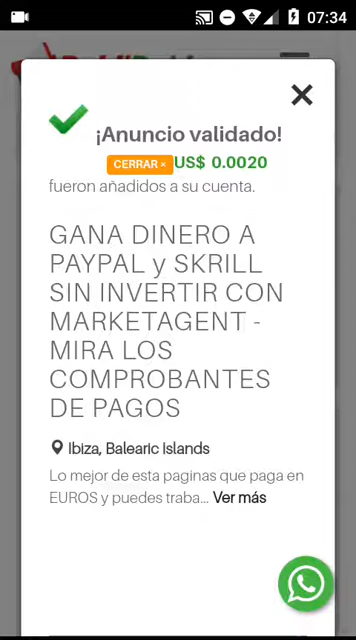 07:34
¡Anuncio validado!
CERRAR × US$ 0.0020
fueron añadidos a su cuenta.
GANA DINERO A
PAYPAL y SKRILL
SIN INVERTIR CON
MARKETAGENT -
MIRA LOS
COMPROBANTES
DE PAGOS
Ibiza, Balearic Islands
Lo mejor de esta paginas que paga en
EUROS y puedes traba... Ver más